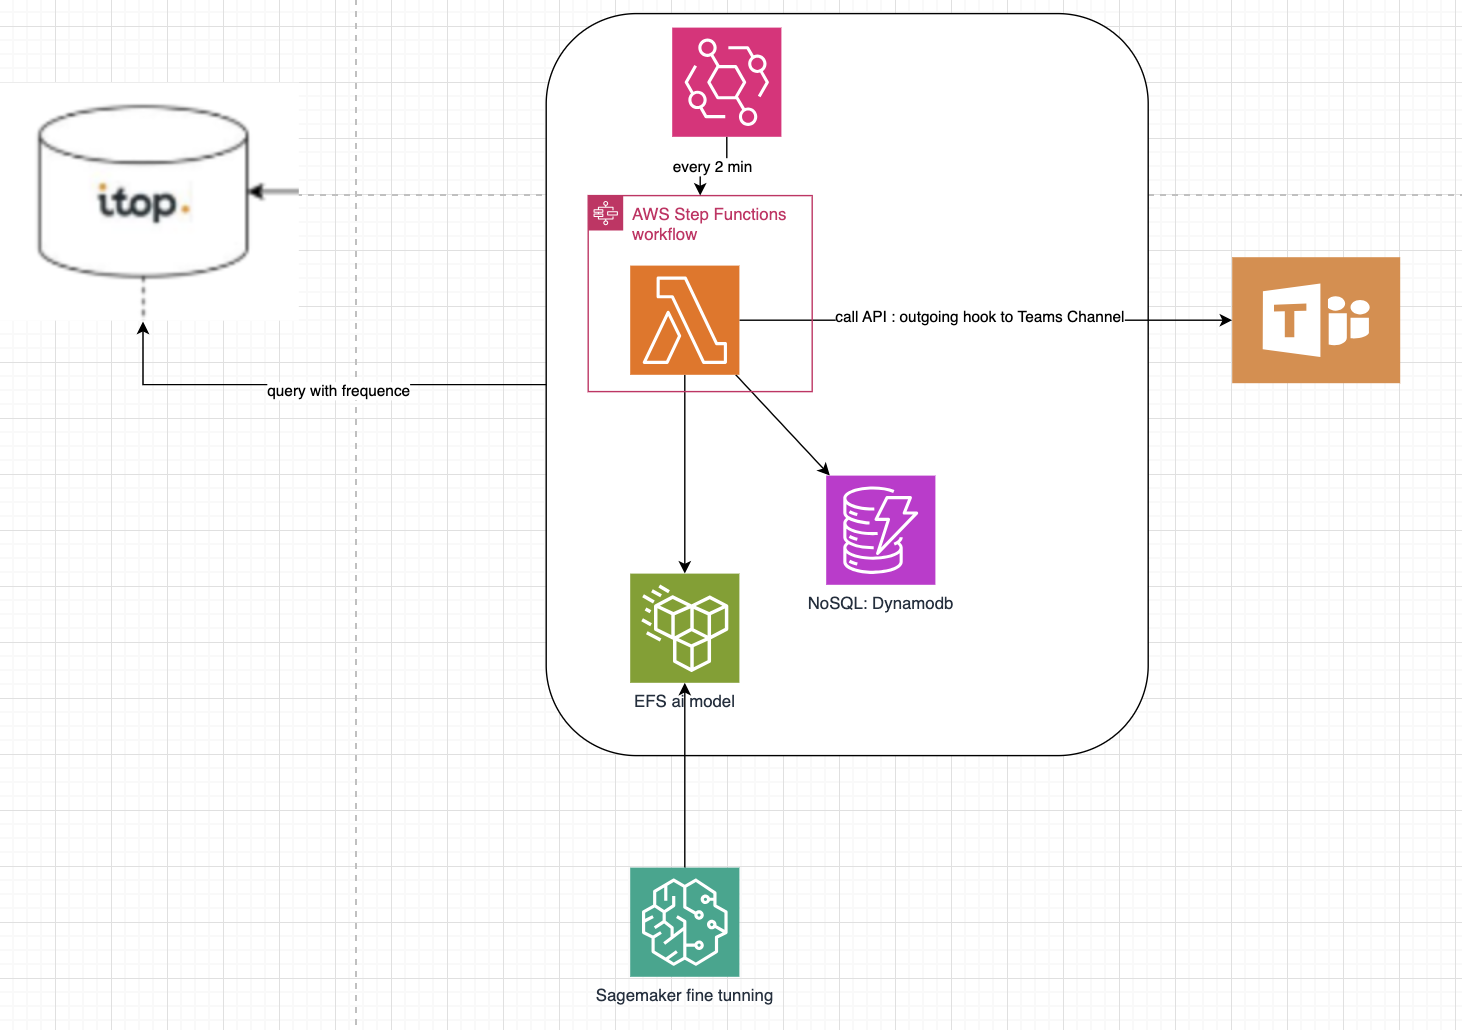 every 2 min
itop.
AWS Step Functions
workflow
call API : outgoing hook to Teams Channel
T
query with frequence
NoSQL: Dynamodb
EFS ai model
Sagemaker fine tunning